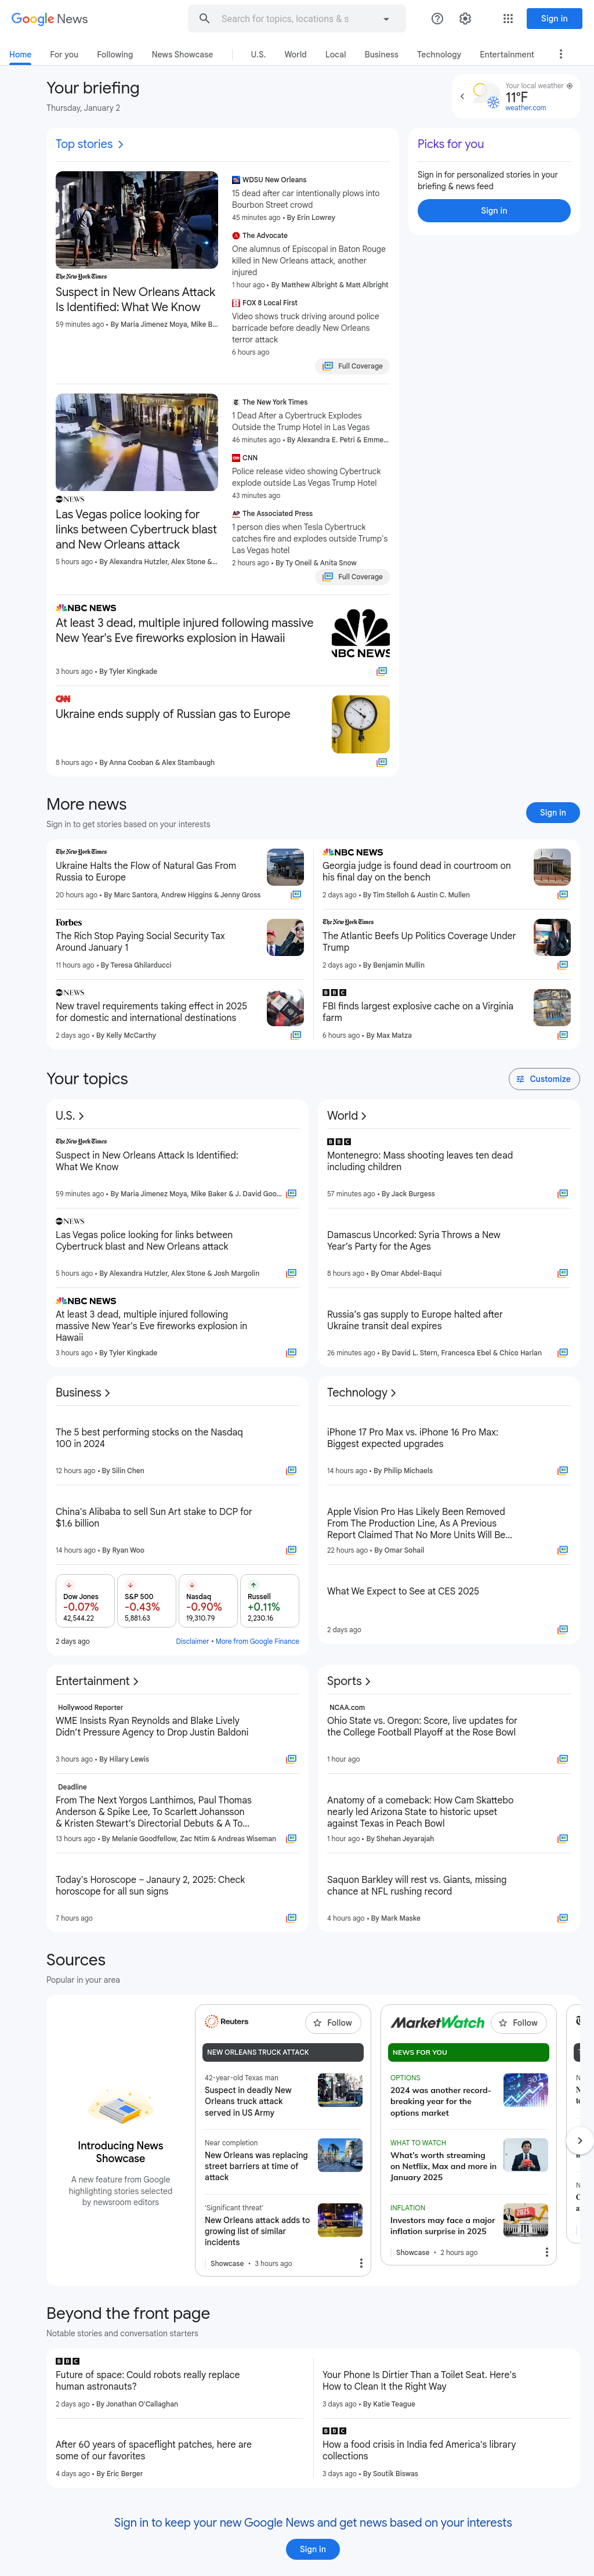 Google News
Search for topics, locations & s
Sign in
Home For you Following News Showcase U.S. World Local Business Technology Entertainment
Your briefing
Thursday, January 2
Your local weather
11°F
weather.com
Top stories
The New York Times
Suspect in New Orleans Attack
Is Identified: What We Know
59 minutes ago • By Maria Jimenez Moya, Mike B...
WDSU New Orleans
15 dead after car intentionally plows into
Bourbon Street crowd
45 minutes ago • By Erin Lowrey
The Advocate
One alumnus of Episcopal in Baton Rouge
killed in New Orleans attack, another
injured
1 hour ago • By Matthew Albright & Matt Albright
FOX 8 Local First
Video shows truck driving around police
barricade before deadly New Orleans
terror attack
6 hours ago
Full Coverage
Picks for you
Sign in for personalized stories in your
briefing & news feed
Sign in
abc NEWS
Las Vegas police looking for
links between Cybertruck blast
and New Orleans attack
5 hours ago • By Alexandra Hutzler, Alex Stone &...
The New York Times
1 Dead After a Cybertruck Explodes
Outside the Trump Hotel in Las Vegas
46 minutes ago • By Alexandra E. Petri & Emme...
CNN
Police release video showing Cybertruck
explode outside Las Vegas Trump Hotel
43 minutes ago
AP The Associated Press
1 person dies when Tesla Cybertruck
catches fire and explodes outside Trump's
Las Vegas hotel
2 hours ago • By Ty Oneil & Anita Snow
Full Coverage
NBC NEWS
At least 3 dead, multiple injured following massive
New Year's Eve fireworks explosion in Hawaii
3 hours ago • By Tyler Kingkade
NBC NEWS
CNN
Ukraine ends supply of Russian gas to Europe
8 hours ago • By Anna Cooban & Alex Stambaugh
More news
Sign in to get stories based on your interests
Sign in
The New York Times
Ukraine Halts the Flow of Natural Gas From
Russia to Europe
20 hours ago • By Marc Santora, Andrew Higgins & Jenny Gross
Forbes
The Rich Stop Paying Social Security Tax
Around January 1
11 hours ago • By Teresa Ghilarducci
abc NEWS
New travel requirements taking effect in 2025
for domestic and international destinations
2 days ago • By Kelly McCarthy
NBC NEWS
Georgia judge is found dead in courtroom on
his final day on the bench
2 days ago • By Tim Stelloh & Austin C. Mullen
The New York Times
The Atlantic Beefs Up Politics Coverage Under
Trump
2 days ago • By Benjamin Mullin
BBC
FBI finds largest explosive cache on a Virginia
farm
6 hours ago • By Max Matza
Your topics
Customize
U.S.
The New York Times
Suspect in New Orleans Attack Is Identified:
What We Know
59 minutes ago • By Maria Jimenez Moya, Mike Baker & J. David Goo...
abc NEWS
Las Vegas police looking for links between
Cybertruck blast and New Orleans attack
5 hours ago • By Alexandra Hutzler, Alex Stone & Josh Margolin
NBC NEWS
At least 3 dead, multiple injured following
massive New Year's Eve fireworks explosion in
Hawaii
3 hours ago • By Tyler Kingkade
World
BBC
Montenegro: Mass shooting leaves ten dead
including children
57 minutes ago • By Jack Burgess
Damascus Uncorked: Syria Throws a New
Year's Party for the Ages
8 hours ago • By Omar Abdel-Baqui
Russia's gas supply to Europe halted after
Ukraine transit deal expires
26 minutes ago • By David L. Stern, Francesca Ebel & Chico Harlan
Business
The 5 best performing stocks on the Nasdaq
100 in 2024
12 hours ago • By Silin Chen
China's Alibaba to sell Sun Art stake to DCP for
$1.6 billion
14 hours ago • By Ryan Woo
Dow Jones
-0.07%
42,544.22
S&P 500
-0.43%
5,881.63
Nasdaq
-0.90%
19,310.79
Russell
+0.11%
2,230.16
2 days ago
Disclaimer • More from Google Finance
Technology
iPhone 17 Pro Max vs. iPhone 16 Pro Max:
Biggest expected upgrades
14 hours ago • By Philip Michaels
Apple Vision Pro Has Likely Been Removed
From The Production Line, As A Previous
Report Claimed That No More Units Will Be...
22 hours ago • By Omar Sohail
What We Expect to See at CES 2025
2 days ago
Entertainment
Hollywood Reporter
WME Insists Ryan Reynolds and Blake Lively
Didn't Pressure Agency to Drop Justin Baldoni
3 hours ago • By Hilary Lewis
Deadline
From The Next Yorgos Lanthimos, Paul Thomas
Anderson & Spike Lee, To Scarlett Johansson
& Kristen Stewart's Directorial Debuts & A To...
13 hours ago • By Melanie Goodfellow, Zac Ntim & Andreas Wiseman
Today's Horoscope – Janaury 2, 2025: Check
horoscope for all sun signs
7 hours ago
Sports
NCAA.com
Ohio State vs. Oregon: Score, live updates for
the College Football Playoff at the Rose Bowl
1 hour ago
Anatomy of a comeback: How Cam Skattebo
nearly led Arizona State to historic upset
against Texas in Peach Bowl
1 hour ago • By Shehan Jeyarajah
Saquon Barkley will rest vs. Giants, missing
chance at NFL rushing record
4 hours ago • By Mark Maske
Sources
Popular in your area
Introducing News
Showcase
A new feature from Google
highlighting stories selected
by newsroom editors
Reuters
Follow
NEW ORLEANS TRUCK ATTACK
42-year-old Texas man
Suspect in deadly New
Orleans truck attack
served in US Army
Near completion
New Orleans was replacing
street barriers at time of
attack
'Significant threat'
New Orleans attack adds to
growing list of similar
incidents
Showcase • 3 hours ago
MarketWatch
Follow
NEWS FOR YOU
OPTIONS
2024 was another record-
breaking year for the
options market
WHAT TO WATCH
What's worth streaming
on Netflix, Max and more in
January 2025
INFLATION
Investors may face a major
inflation surprise in 2025
Showcase • 2 hours ago
Beyond the front page
Notable stories and conversation starters
BBC
Future of space: Could robots really replace
human astronauts?
2 days ago • By Jonathan O'Callaghan
After 60 years of spaceflight patches, here are
some of our favorites
4 days ago • By Eric Berger
Your Phone Is Dirtier Than a Toilet Seat. Here's
How to Clean It the Right Way
3 days ago • By Katie Teague
BBC
How a food crisis in India fed America's library
collections
3 days ago • By Soutik Biswas
Sign in to keep your new Google News and get news based on your interests
Sign in